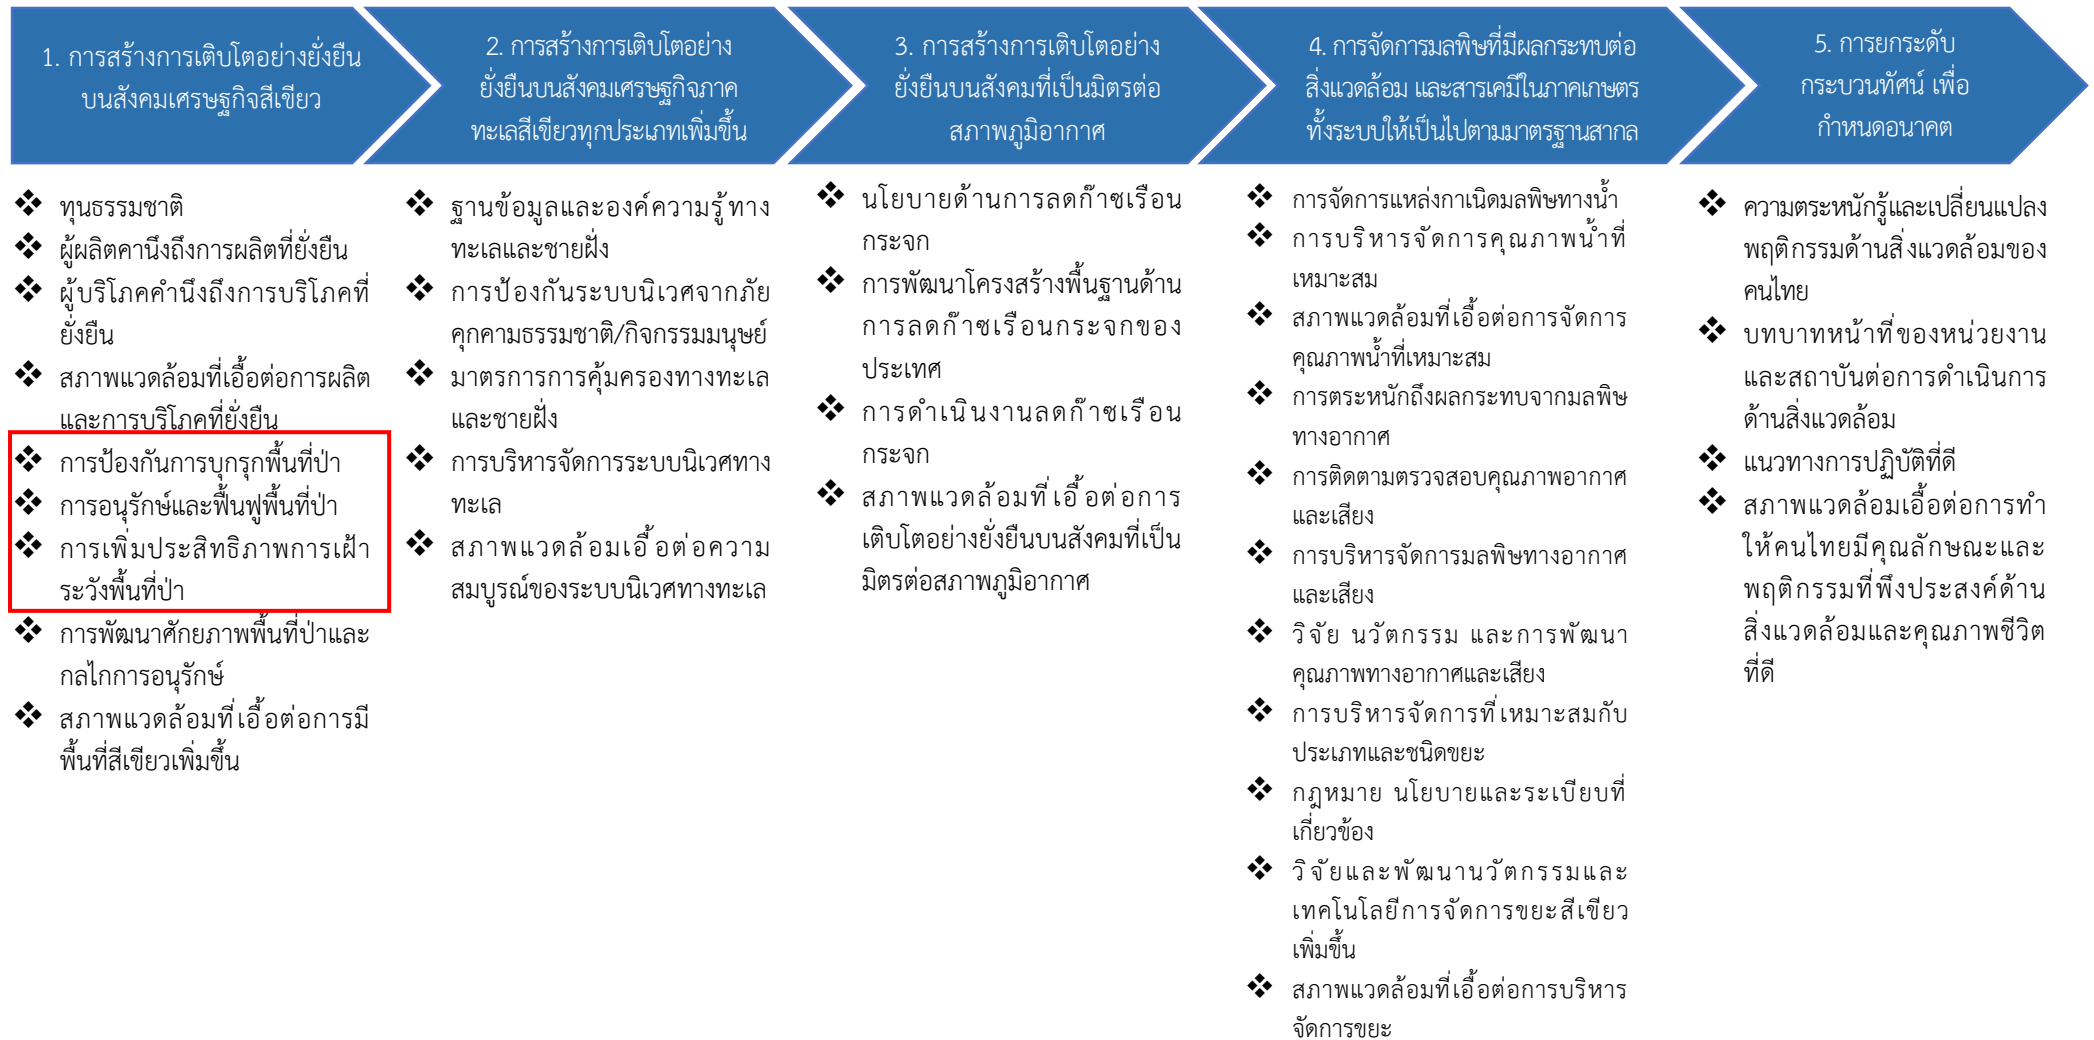 1. การสร้างการเติบโตอย่างยั่งยืน
บนสังคมเศรษฐกิจสีเขียว
2. การสร้างการเติบโตอย่าง
ยั่งยืนบนสังคมเศรษฐกิจภาค
ทะเลสีเขียวทุกประเภทเพิ่มขึ้น
3. การสร้างการเติบโตอย่าง
ยั่งยืนบนสังคมที่เป็นมิตรต่อ
สภาพภูมิอากาศ
4. การจัดการมลพิษที่มีผลกระทบต่อ
สิ่งแวดล้อม และสารเคมีในภาคเกษตร
ทั้งระบบให้เป็นไปตามมาตรฐานสากล
5. การยกระดับ
กระบวนทัศน์ เพื่อ
กำหนดอนาคต
❖ ทุนธรรมชาติ
❖ ผู้ผลิตคานึงถึงการผลิตที่ยั่งยืน
❖ ผู้บริโภคคำนึงถึงการบริโภคที่
ยั่งยืน
❖ สภาพแวดล้อมที่เอื้อต่อการผลิต
และการบริโภคที่ยั่งยืน
❖ การป้องกันการบุกรุกพื้นที่ป่า
❖ การอนุรักษ์และฟื้นฟูพื้นที่ป่า
❖ การเพิ่มประสิทธิภาพการเฝ้า
ระวังพื้นที่ป่า
❖ การพัฒนาศักยภาพพื้นที่ป่าและ
กลไกการอนุรักษ์
❖ สภาพแวดล้อมที่เอื้อต่อการมี
พื้นที่สีเขียวเพิ่มขึ้น
❖ ฐานข้อมูลและองค์ความรู้ทาง
ทะเลและชายฝั่ง
❖ การป้องกันระบบนิเวศจากภัย
คุกคามธรรมชาติ/กิจกรรมมนุษย์
❖ มาตรการการคุ้มครองทางทะเล
และชายฝั่ง
❖ การบริหารจัดการระบบนิเวศทาง
ทะเล
❖ สภาพแวดล้อมเอื้อต่อความ
สมบูรณ์ของระบบนิเวศทางทะเล
❖ นโยบายด้านการลดก๊าซเรือน
กระจก
❖ การพัฒนาโครงสร้างพื้นฐานด้าน
การลดก๊าซเรือนกระจกของ
ประเทศ
❖ การดำเนินงานลดก๊าซเรือน
กระจก
❖ สภาพแวดล้อมที่เอื้อต่อการ
เติบโตอย่างยั่งยืนบนสังคมที่เป็น
มิตรต่อสภาพภูมิอากาศ
❖ การจัดการแหล่งกาเนิดมลพิษทางน้ำ
❖ การบริหารจัดการคุณภาพน้ำที่
เหมาะสม
❖ สภาพแวดล้อมที่เอื้อต่อการจัดการ
คุณภาพน้ำที่เหมาะสม
❖ การตระหนักถึงผลกระทบจากมลพิษ
ทางอากาศ
❖ การติดตามตรวจสอบคุณภาพอากาศ
และเสียง
❖ การบริหารจัดการมลพิษทางอากาศ
และเสียง
❖ วิจัย นวัตกรรม และการพัฒนา
คุณภาพทางอากาศและเสียง
❖ การบริหารจัดการที่เหมาะสมกับ
ประเภทและชนิดขยะ
❖ กฎหมาย นโยบายและระเบียบที่
เกี่ยวข้อง
❖ วิจัยและพัฒนานวัตกรรมและ
เทคโนโลยีการจัดการขยะสีเขียว
เพิ่มขึ้น
❖ สภาพแวดล้อมที่เอื้อต่อการบริหาร
จัดการขยะ
❖ ความตระหนักรู้และเปลี่ยนแปลง
พฤติกรรมด้านสิ่งแวดล้อมของ
คนไทย
❖ บทบาทหน้าที่ของหน่วยงาน
และสถาบันต่อการดำเนินการ
ด้านสิ่งแวดล้อม
❖ แนวทางการปฏิบัติที่ดี
❖ สภาพแวดล้อมเอื้อต่อการทำ
ให้คนไทยมีคุณลักษณะและ
พฤติกรรมที่พึงประสงค์ด้าน
สิ่งแวดล้อมและคุณภาพชีวิต
ที่ดี